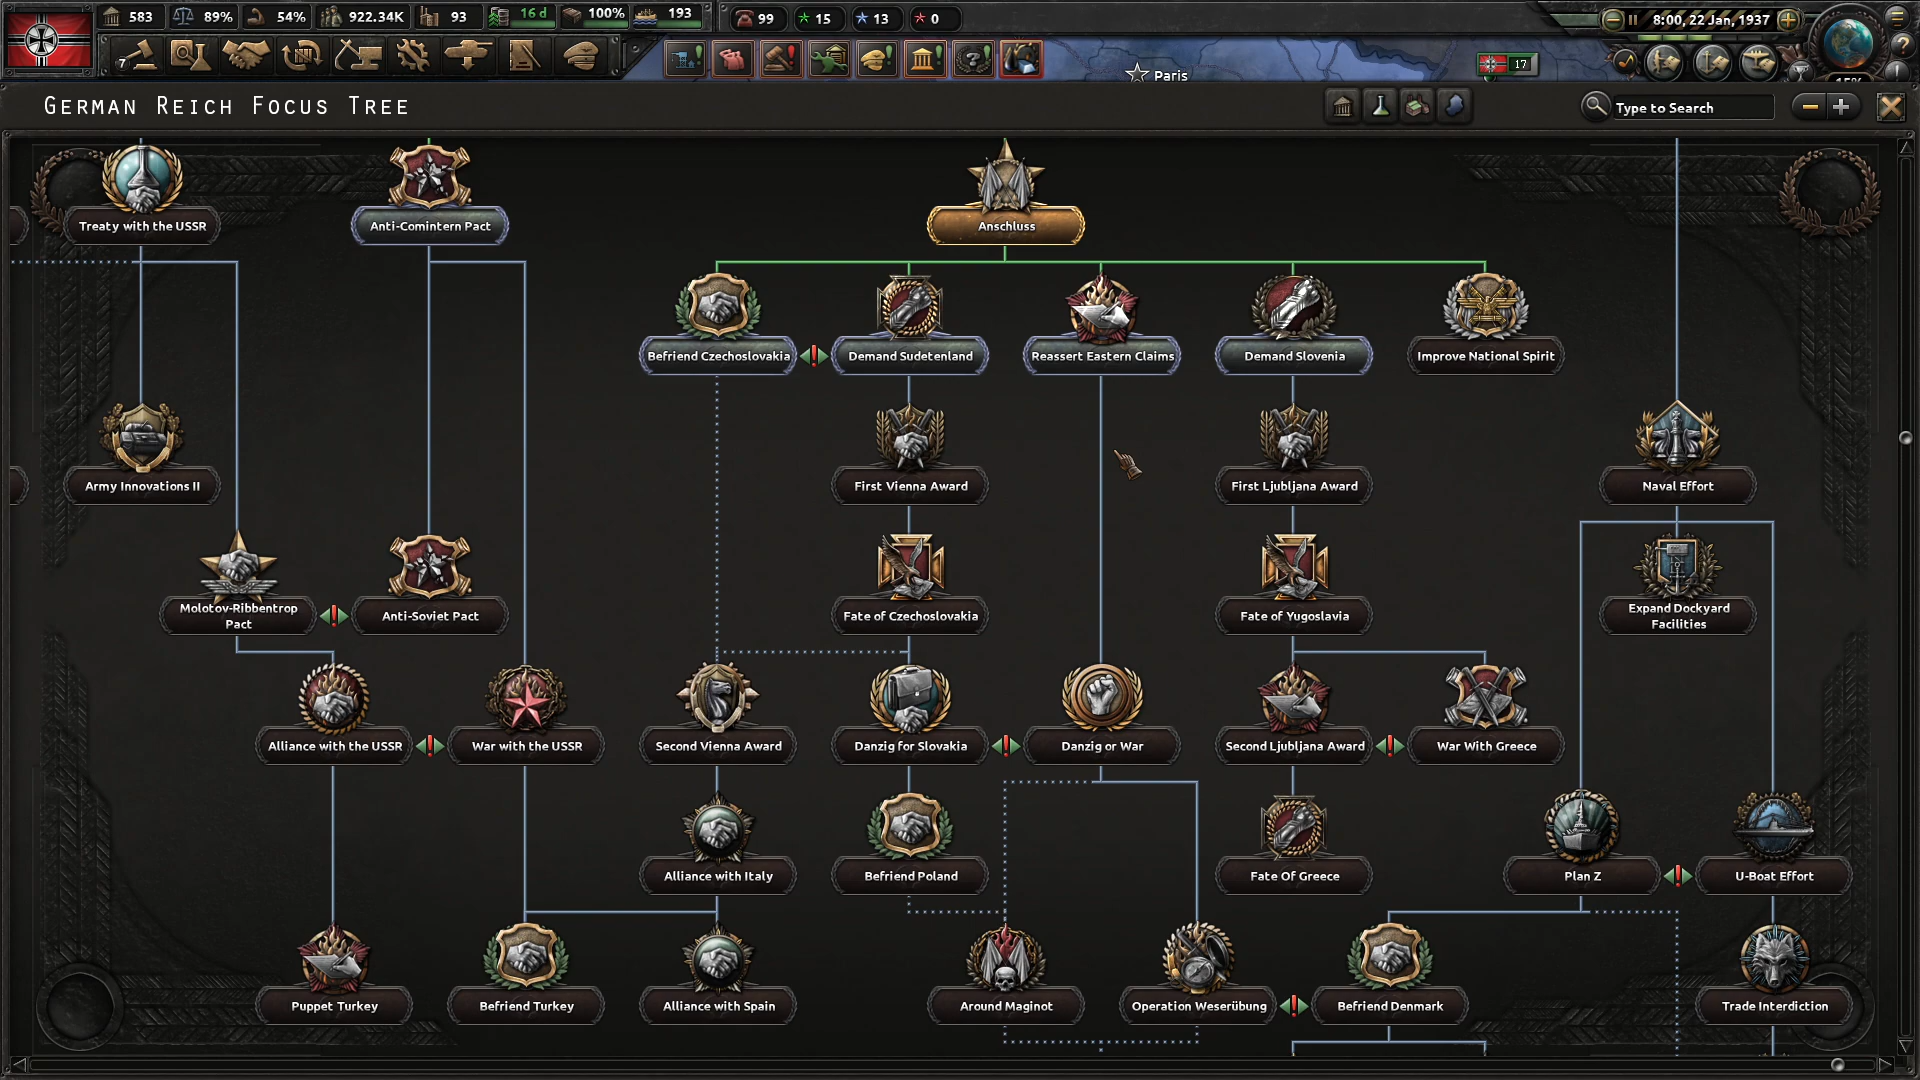 583 89% 54% 922.34K 93 16 d 100% 193 99 15 13 0 8:00, 22 Jan, 1937
7
Paris
17
15%
German Reich Focus Tree
Type to Search
Treaty with the USSR
Anti-Comintern Pact
Anschluss
Befriend Czechoslovakia
Demand Sudetenland
Reassert Eastern Claims
Demand Slovenia
Improve National Spirit
Army Innovations II
First Vienna Award
First Ljubljana Award
Naval Effort
Molotov-Ribbentrop
Pact
Anti-Soviet Pact
Fate of Czechoslovakia
Fate of Yugoslavia
Expand Dockyard
Facilities
Alliance with the USSR
War with the USSR
Second Vienna Award
Danzig for Slovakia
Danzig or War
Second Ljubljana Award
War With Greece
Alliance with Italy
Befriend Poland
Fate Of Greece
Plan Z
U-Boat Effort
Puppet Turkey
Befriend Turkey
Alliance with Spain
Around Maginot
Operation Weserübung
Befriend Denmark
Trade Interdiction